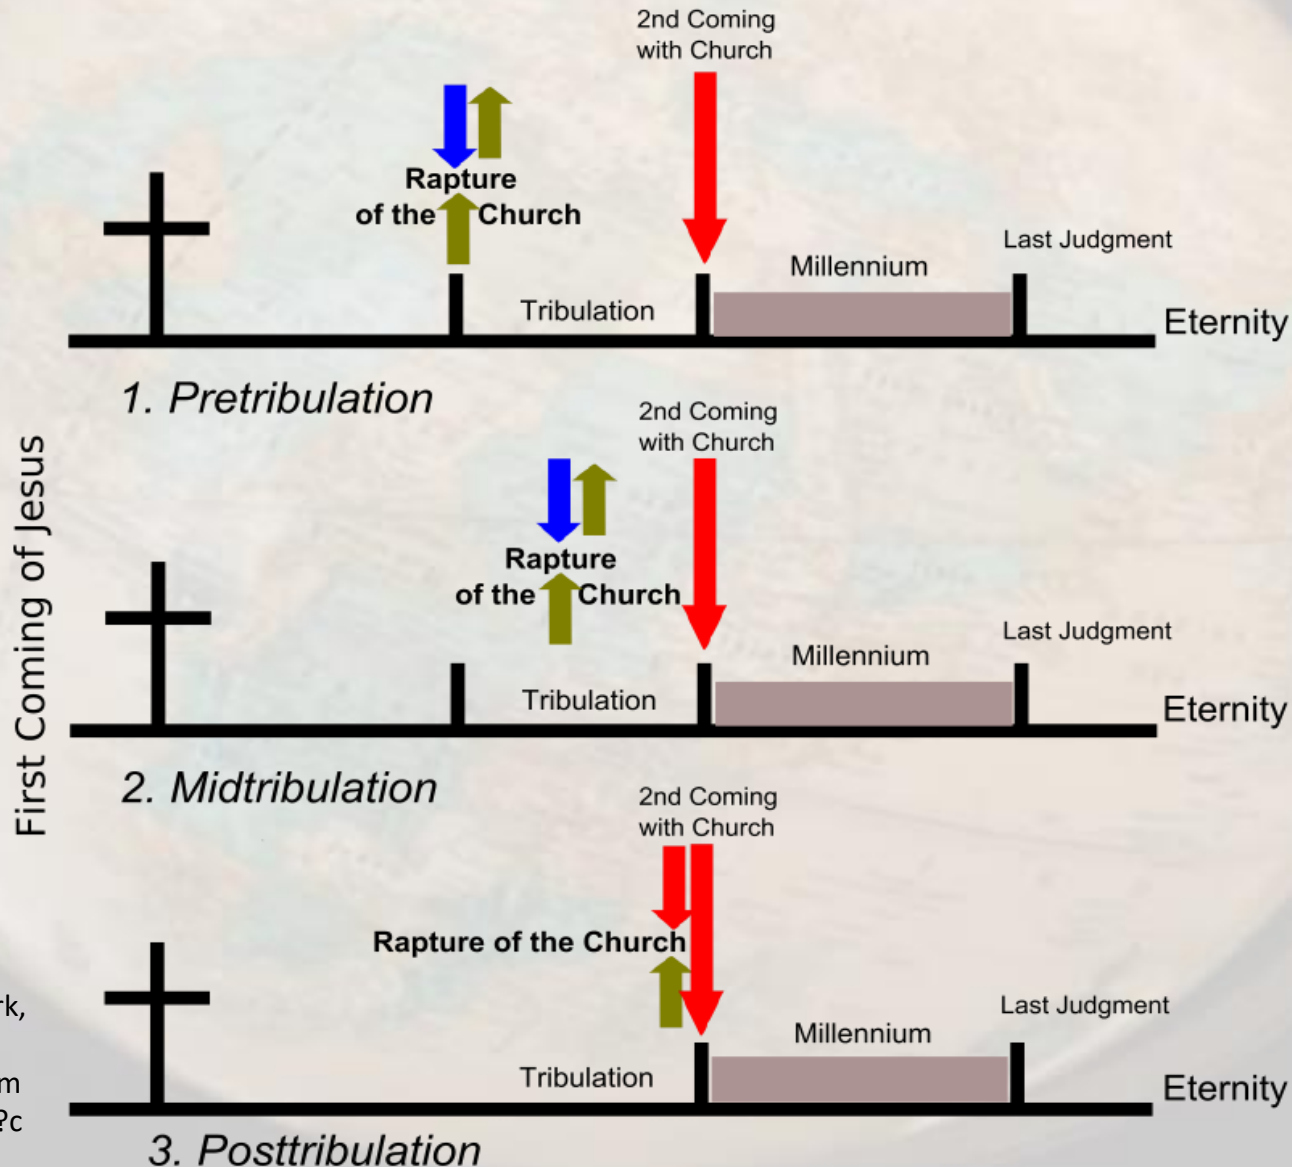 2nd Coming
with Church
Rapture
of the Church
Last Judgment
Millennium
Tribulation
Eternity
1. Pretribulation
First Coming of Jesus
2nd Coming
with Church
Rapture
of the Church
Last Judgment
Millennium
Tribulation
Eternity
2. Midtribulation
2nd Coming
with Church
Rapture of the Church
Last Judgment
Millennium
Tribulation
Eternity
3. Posttribulation